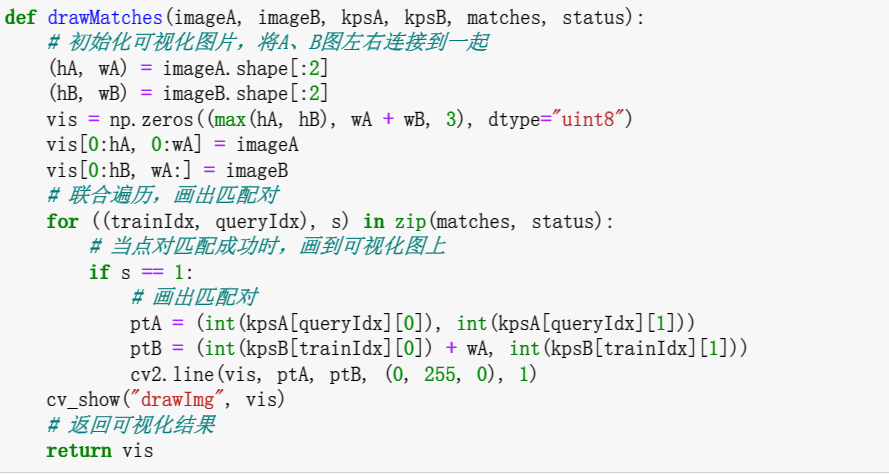 def drawMatches(imageA, imageB, kpsA, kpsB, matches, status):
    # 初始化可视化图片，将A、B图左右连接到一起
    (hA, wA) = imageA.shape[:2]
    (hB, wB) = imageB.shape[:2]
    vis = np.zeros((max(hA, hB), wA + wB, 3), dtype="uint8")
    vis[0:hA, 0:wA] = imageA
    vis[0:hB, wA:] = imageB
    # 联合遍历，画出匹配对
    for ((trainIdx, queryIdx), s) in zip(matches, status):
        # 当点对匹配成功时，画到可视化图上
        if s == 1:
            # 画出匹配对
            ptA = (int(kpsA[queryIdx][0]), int(kpsA[queryIdx][1]))
            ptB = (int(kpsB[trainIdx][0]) + wA, int(kpsB[trainIdx][1]))
            cv2.line(vis, ptA, ptB, (0, 255, 0), 1)
    cv_show("drawImg", vis)
    # 返回可视化结果
    return vis